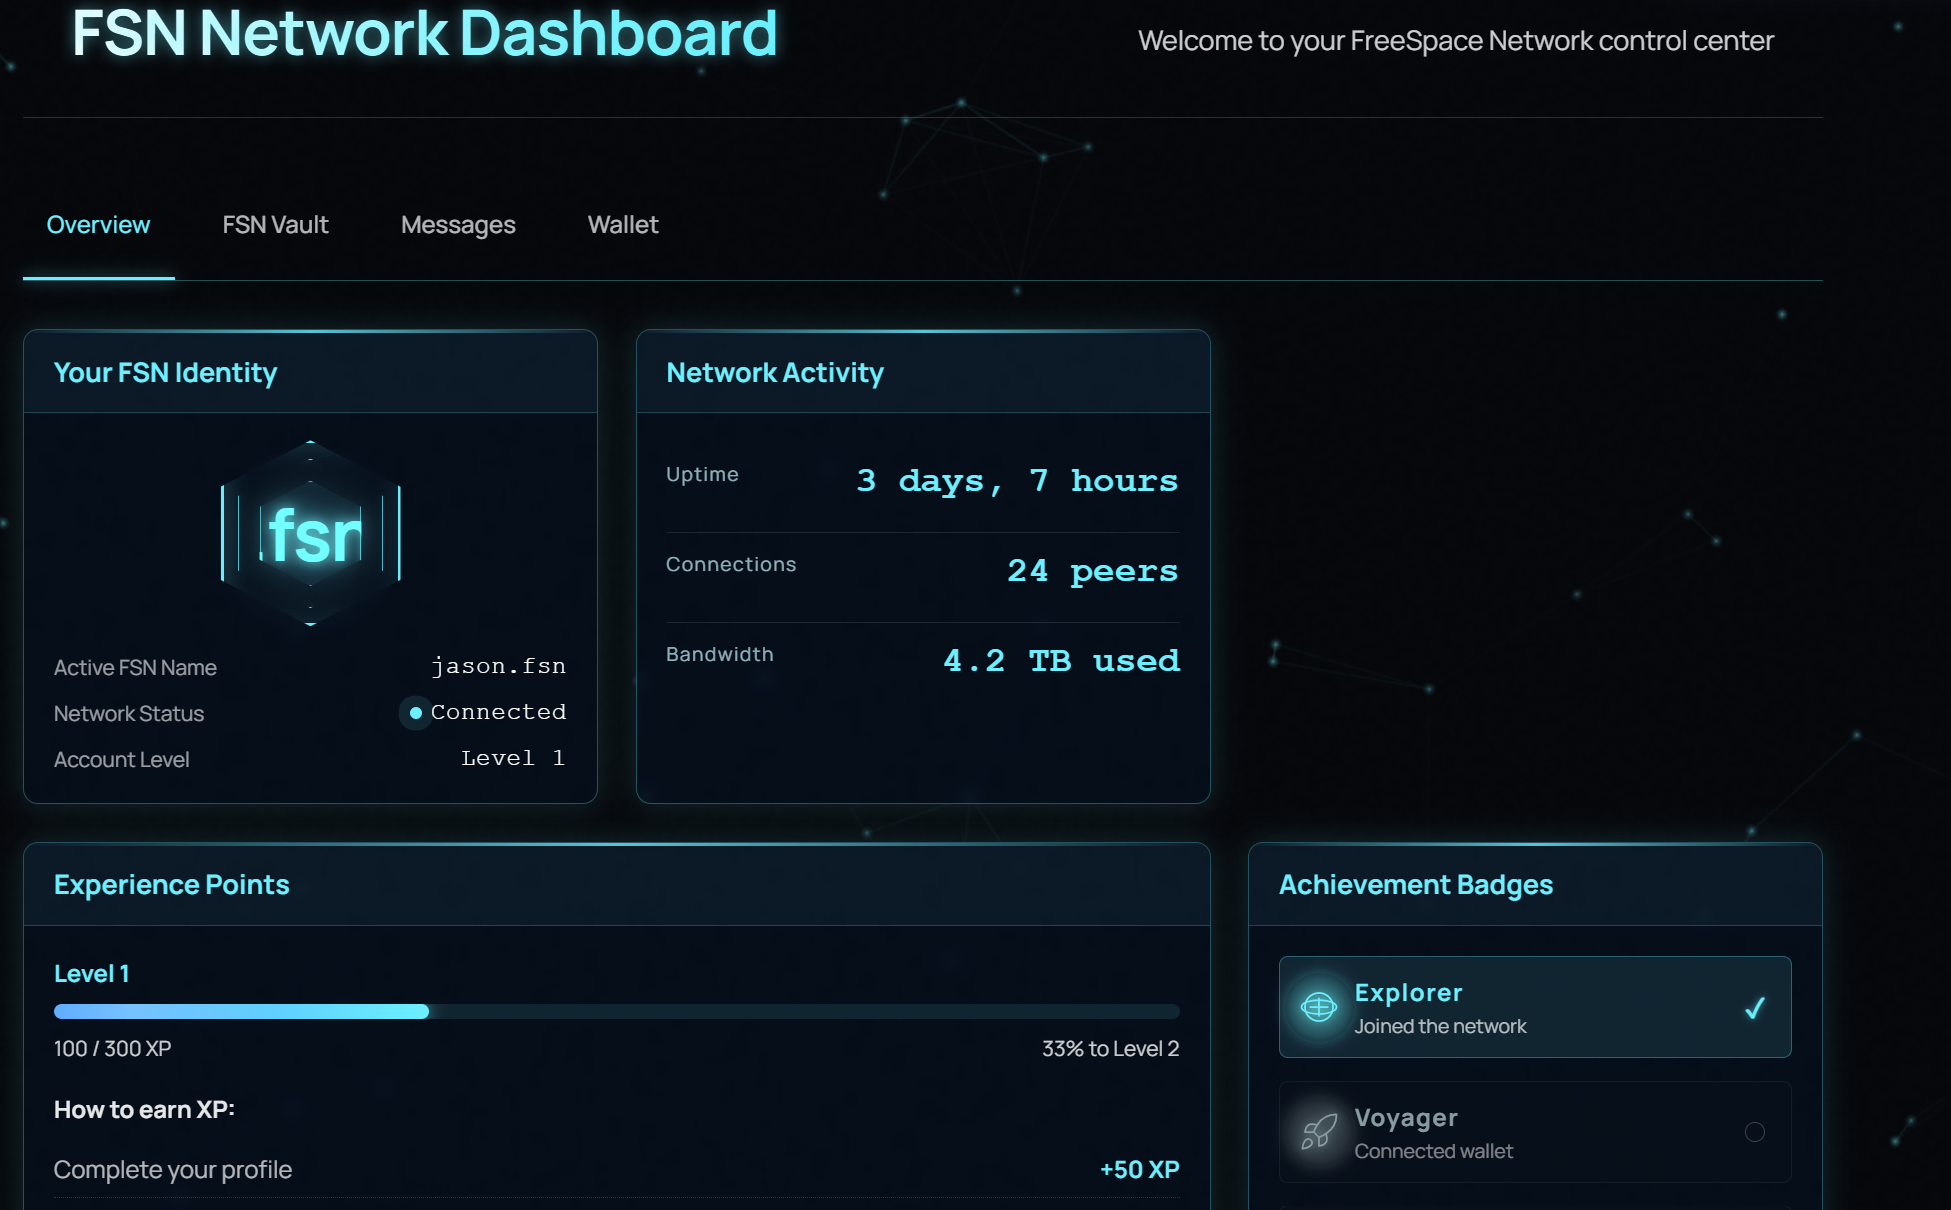 FSN Network Dashboard
Welcome to your FreeSpace Network control center
Overview
FSN Vault
Messages
Wallet
Your FSN Identity
.fsn
Active FSN Name
jason.fsn
Network Status
Connected
Account Level
Level 1
Network Activity
Uptime
3 days, 7 hours
Connections
24 peers
Bandwidth
4.2 TB used
Experience Points
Level 1
100 / 300 XP
33% to Level 2
How to earn XP:
Complete your profile
+50 XP
Achievement Badges
Explorer
Joined the network
Voyager
Connected wallet